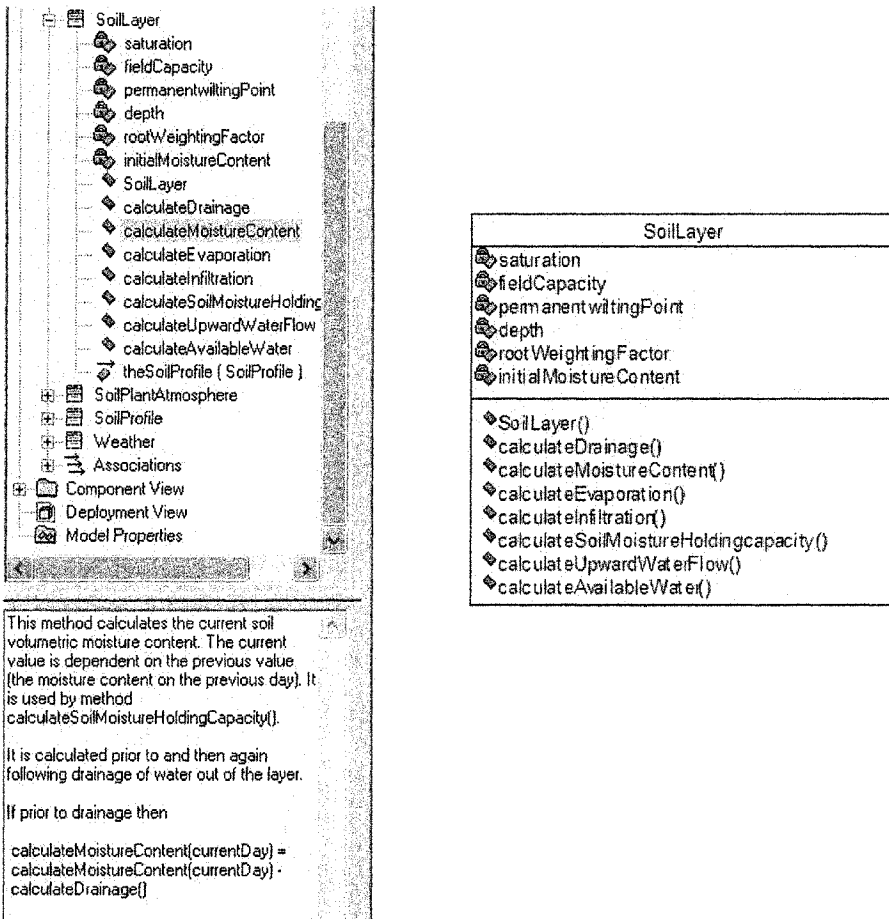 SoilLayer
saturation
fieldCapacity
permanentwiltingPoint
depth
rootWeightingFactor
initialMoistureContent
SoilLayer
calculateDrainage
calculateMoistureContent
calculateEvaporation
calculateInfiltration
calculateSoilMoistureHolding
calculateUpwardWaterFlow
calculateAvailableWater
theSoilProfile { SoilProfile }
SoilPlantAtmosphere
SoilProfile
Weather
Associations
Component View
Deployment View
Model Properties
This method calculates the current soil
volumetric moisture content. The current
value is dependent on the previous value
(the moisture content on the previous day). It
is used by method
calculateSoilMoistureHoldingCapacity().
It is calculated prior to and then again
following drainage of water out of the layer.
If prior to drainage then
calculateMoistureContent(currentDay) =
calculateMoistureContent(currentDay) -
calculateDrainage()
SoilLayer
saturation
fieldCapacity
permanentwiltingPoint
depth
rootWeightingFactor
initialMoistureContent
SoilLayer()
calculateDrainage()
calculateMoistureContent()
calculateEvaporation()
calculateInfiltration()
calculateSoilMoistureHoldingcapacity()
calculateUpwardWaterFlow()
calculateAvailableWater()